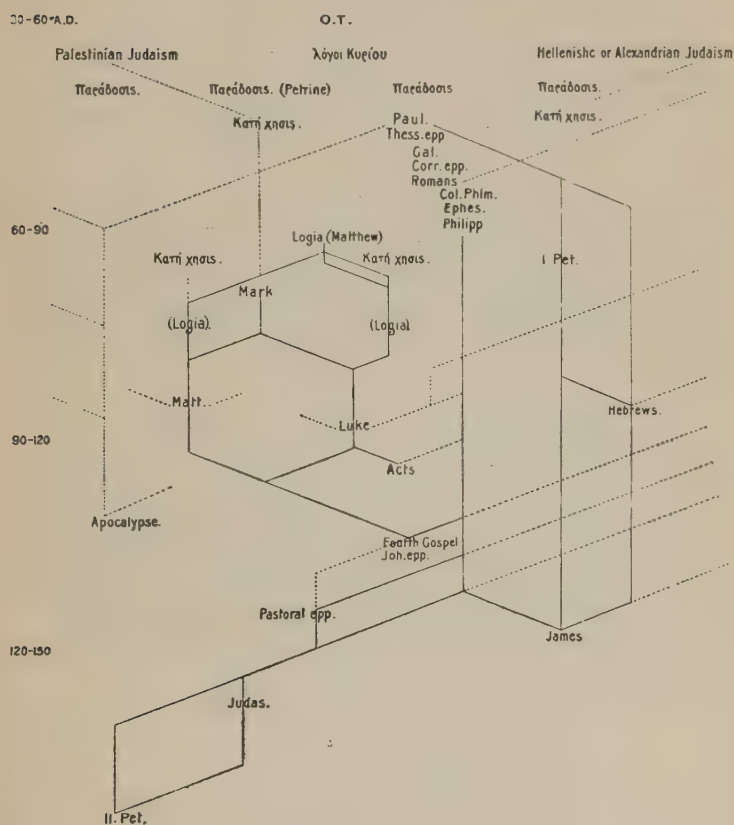 30-60 A.D.
O.T.
Palestinian Judaism
λόγοι Κυρίου
Hellenistic or Alexandrian Judaism
Παράδοσις.
Παράδοσις. (Petrine)
Παράδοσις
Παράδοσις.
Κατήχησις.
Κατήχησις.
Paul.
Thess. epp
Gal.
Corr. epp.
Romans
Col. Phlm.
Ephes.
Philipp
60-90
Logia (Matthew)
Κατήχησις.
Κατήχησις.
I Pet.
Mark
(Logia).
(Logia)
Matt.
Luke
Hebrews.
90-120
Acts
Apocalypse.
Fourth Gospel
Joh. epp.
Pastoral epp.
James
120-150
Judas.
II. Pet.